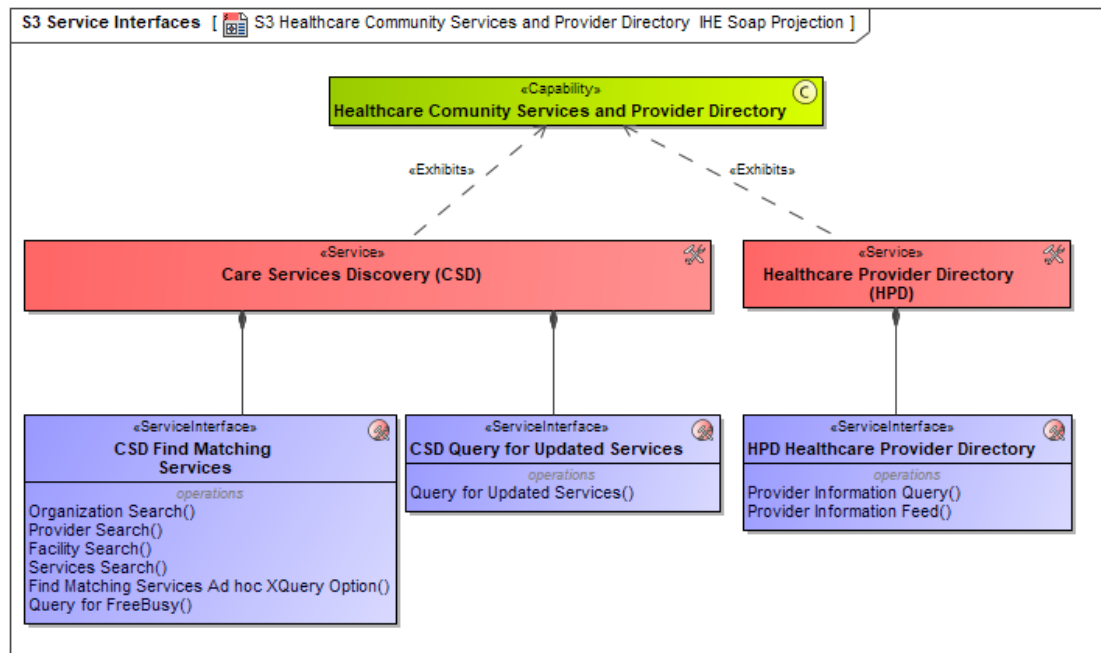 S3 Service Interfaces [ S3 Healthcare Community Services and Provider Directory IHE Soap Projection ]
«Capability»
C
Healthcare Comunity Services and Provider Directory
«Exhibits»
«Exhibits»
«Service»
Care Services Discovery (CSD)
«Service»
Healthcare Provider Directory
(HPD)
«ServiceInterface»
CSD Find Matching
Services
operations
Organization Search()
Provider Search()
Facility Search()
Services Search()
Find Matching Services Ad hoc XQuery Option()
Query for FreeBusy()
«ServiceInterface»
CSD Query for Updated Services
operations
Query for Updated Services()
«ServiceInterface»
HPD Healthcare Provider Directory
operations
Provider Information Query()
Provider Information Feed()